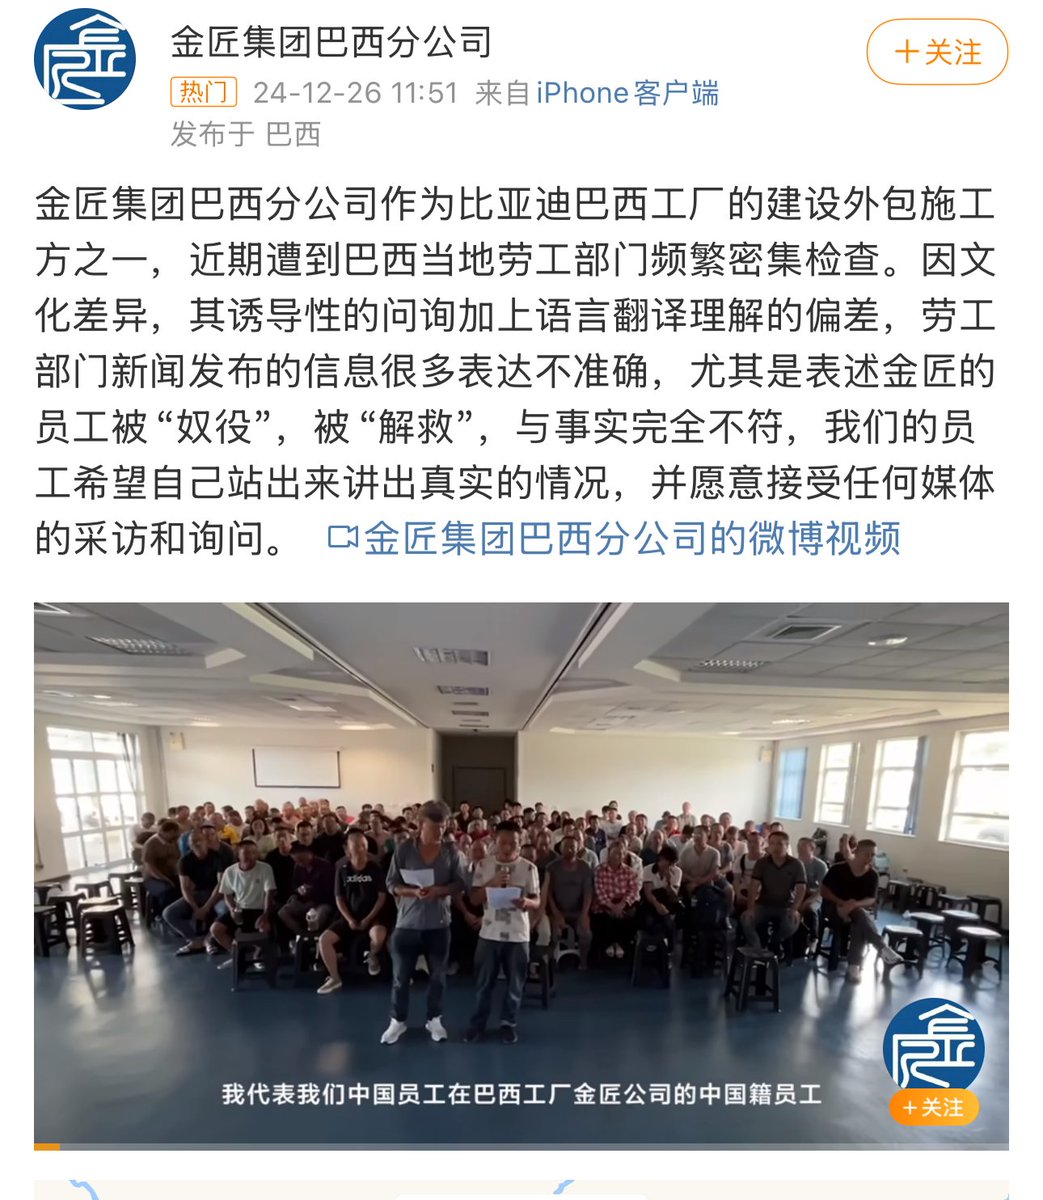 金匠集团巴西分公司
+关注
热门 24-12-26 11:51 来自 iPhone客户端
发布于 巴西
金匠集团巴西分公司作为比亚迪巴西工厂的建设外包施工
方之一，近期遭到巴西当地劳工部门频繁密集检查。因文
化差异，其诱导性的问询加上语言翻译理解的偏差，劳工
部门新闻发布的信息很多表达不准确，尤其是表述金匠的
员工被“奴役”，被“解救”，与事实完全不符，我们的员
工希望自己站出来讲出真实的情况，并愿意接受任何媒体
的采访和询问。 金匠集团巴西分公司的微博视频
adidas
我代表我们中国员工在巴西工厂金匠公司的中国籍员工
+关注